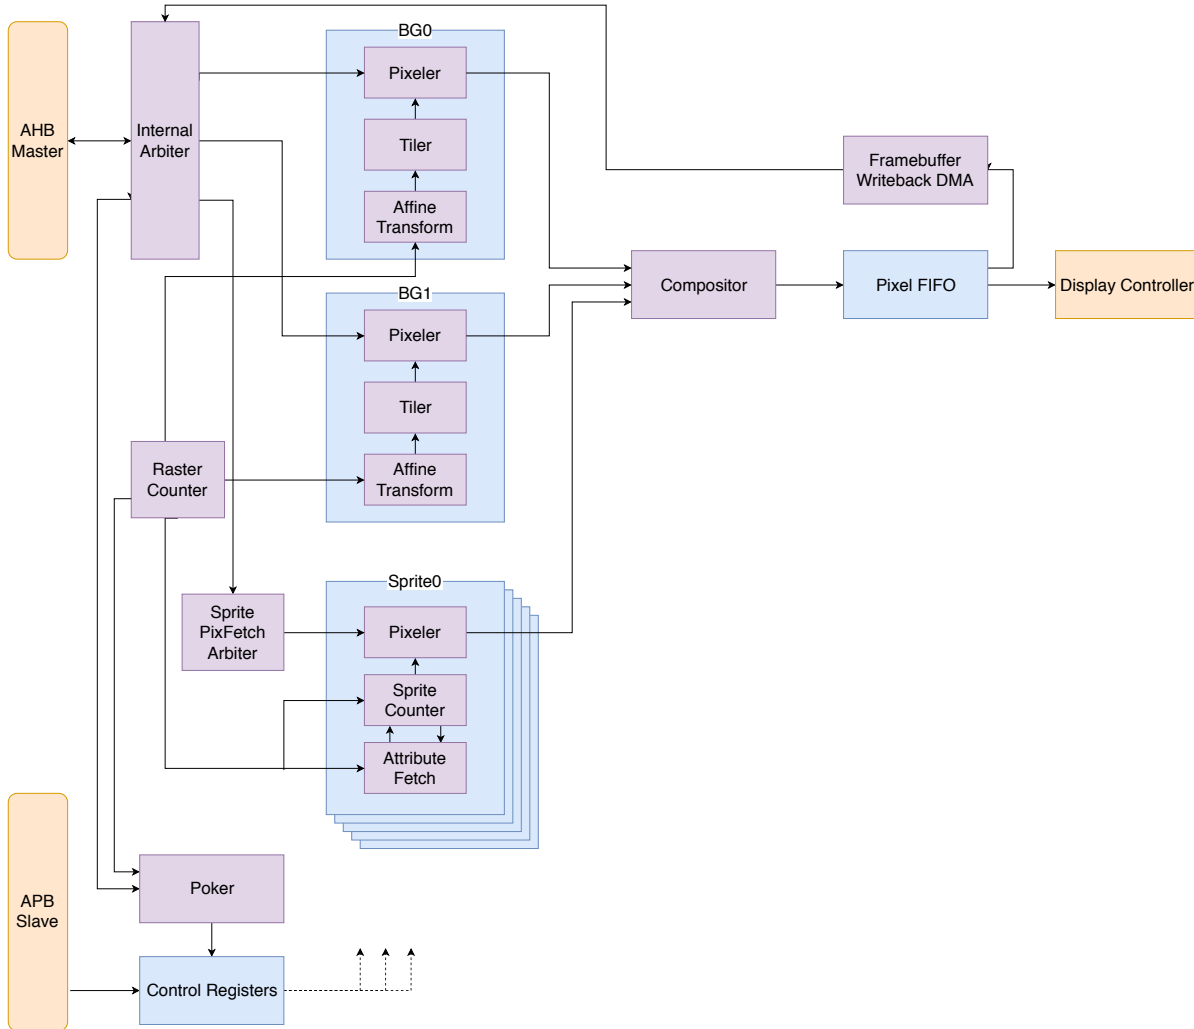 BG0
AHB
Master
Internal
Arbiter
Pixeler
Tiler
Affine
Transform
Framebuffer
Writeback DMA
Compositor
Pixel FIFO
Display Controller
BG1
Pixeler
Tiler
Affine
Transform
Raster
Counter
Sprite0
Sprite
PixFetch
Arbiter
Pixeler
Sprite
Counter
Attribute
Fetch
APB
Slave
Poker
Control Registers